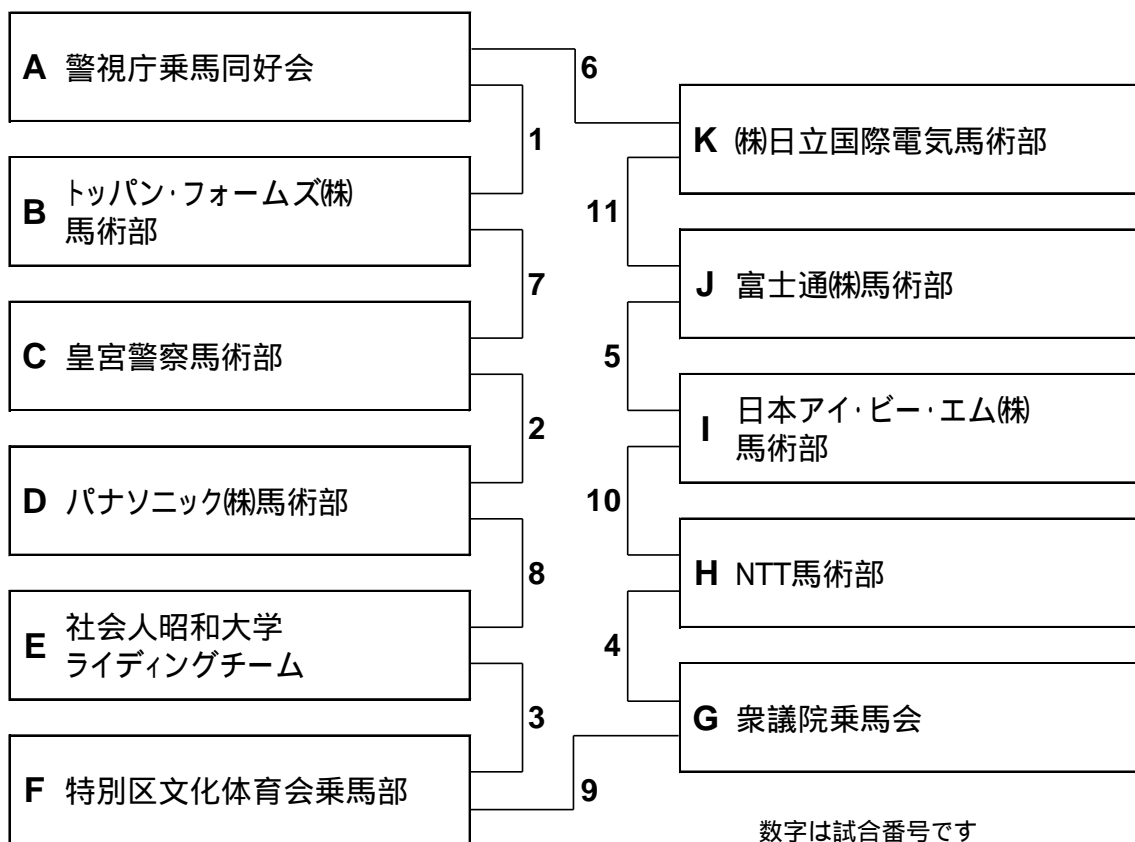 A 警視庁乗馬同好会
6
1
K ㈱日立国際電気馬術部
B トッパン・フォームズ㈱
馬術部
11
7
J 富士通㈱馬術部
C 皇宮警察馬術部
5
2
I 日本アイ・ビー・エム㈱
馬術部
D パナソニック㈱馬術部
10
8
H NTT馬術部
E 社会人昭和大学
ライディングチーム
4
3
G 衆議院乗馬会
F 特別区文化体育会乗馬部
9
数字は試合番号です